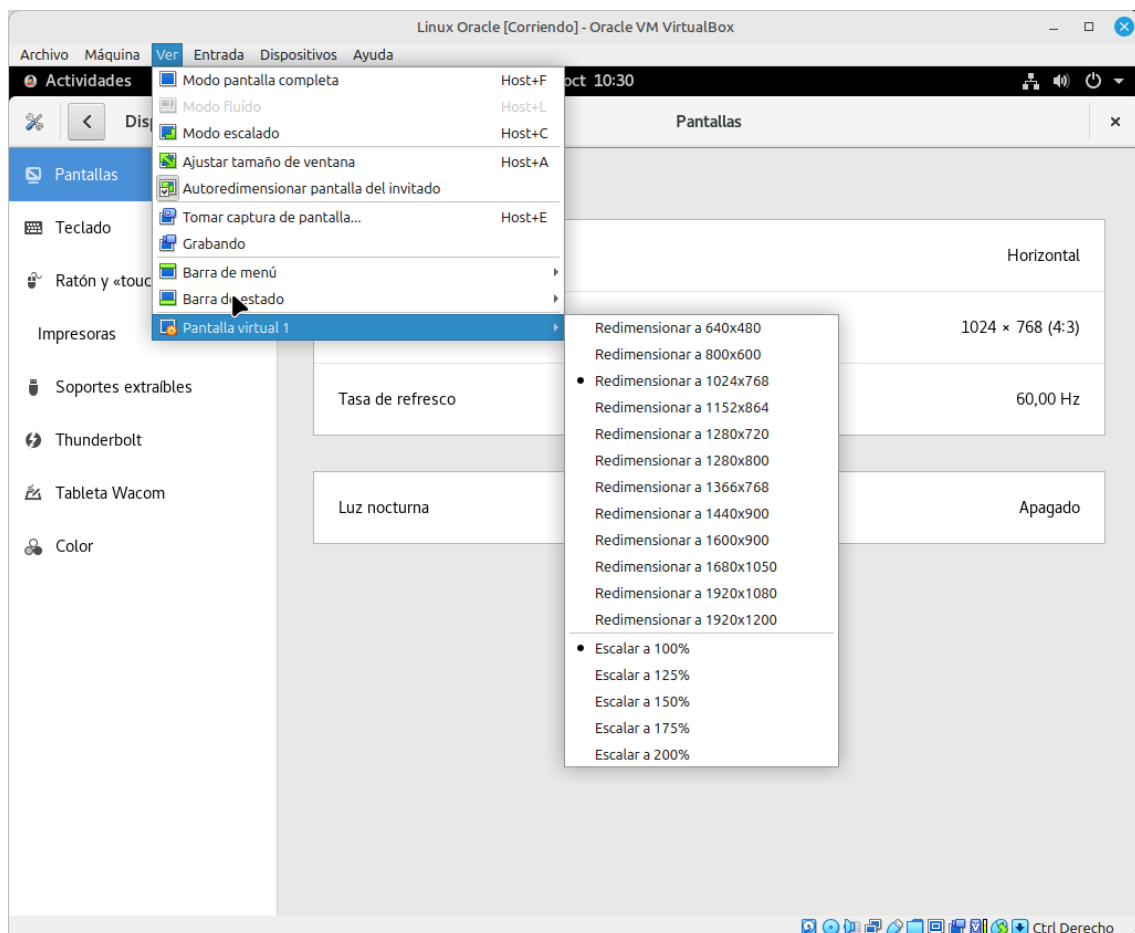 Linux Oracle [Corriendo] - Oracle VM VirtualBox
Archivo Máquina Ver Entrada Dispositivos Ayuda
Actividades oct 10:30
Pantallas
Modo pantalla completa Host+F
Modo fluído Host+L
Modo escalado Host+C
Ajustar tamaño de ventana Host+A
Autoredimensionar pantalla del invitado
Tomar captura de pantalla... Host+E
Grabando
Barra de menú
Barra de estado
Pantalla virtual 1
Pantallas
Teclado
Ratón y
Impresoras
Soportes extraíbles
Thunderbolt
Tableta Wacom
Color
Horizontal
1024 × 768 (4:3)
Tasa de refresco 60,00 Hz
Luz nocturna Apagado
Redimensionar a 640x480
Redimensionar a 800x600
Redimensionar a 1024x768
Redimensionar a 1152x864
Redimensionar a 1280x720
Redimensionar a 1280x800
Redimensionar a 1366x768
Redimensionar a 1440x900
Redimensionar a 1600x900
Redimensionar a 1680x1050
Redimensionar a 1920x1080
Redimensionar a 1920x1200
Escalar a 100%
Escalar a 125%
Escalar a 150%
Escalar a 175%
Escalar a 200%
Ctrl Derecho